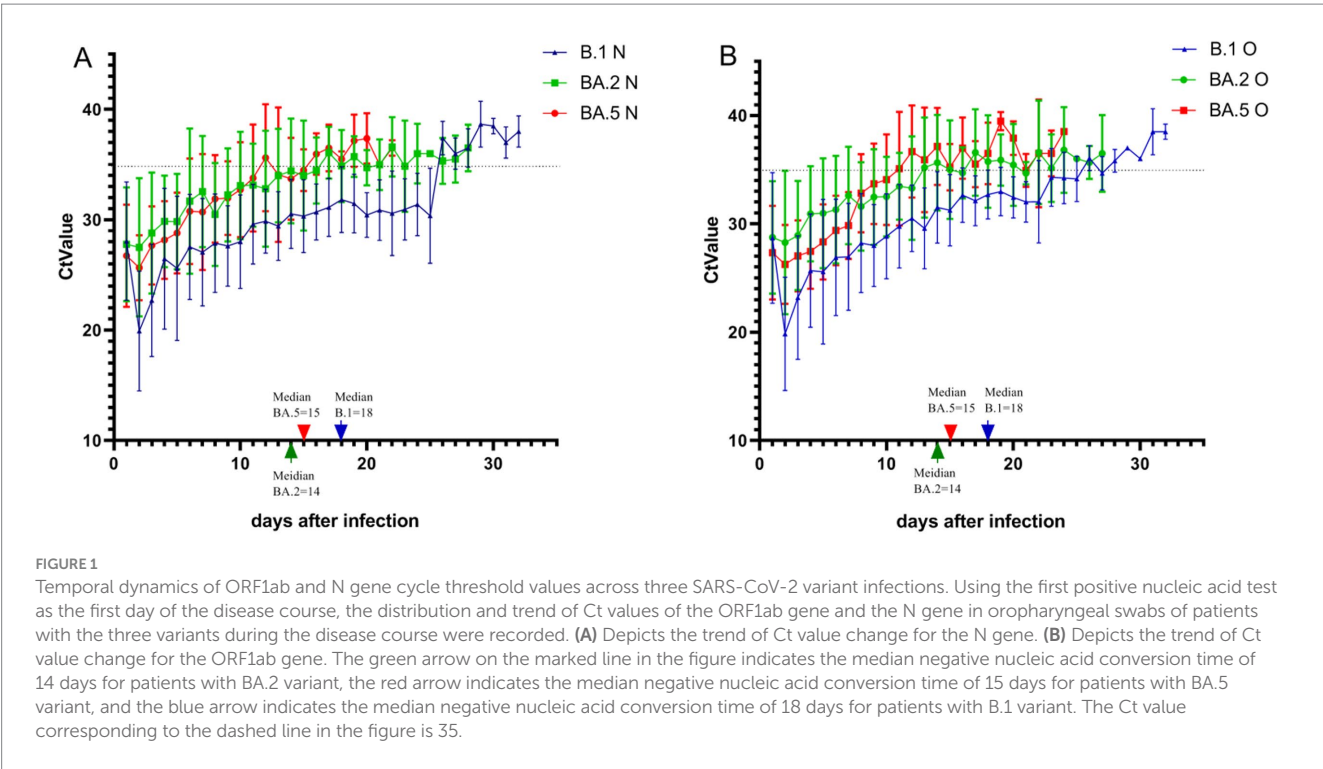 A
B.1 N
BA.2 N
BA.5 N
CtValue
40
30
20
10
0
10
20
30
Median
BA.5=15
Median
B.1=18
Meidian
BA.2=14
days after infection
B
B.1 O
BA.2 O
BA.5 O
CtValue
40
30
20
10
0
10
20
30
Median
BA.5=15
Median
B.1=18
Meidian
BA.2=14
days after infection
FIGURE 1
Temporal dynamics of ORF1ab and N gene cycle threshold values across three SARS-CoV-2 variant infections. Using the first positive nucleic acid test
as the first day of the disease course, the distribution and trend of Ct values of the ORF1ab gene and the N gene in oropharyngeal swabs of patients
with the three variants during the disease course were recorded. (A) Depicts the trend of Ct value change for the N gene. (B) Depicts the trend of Ct
value change for the ORF1ab gene. The green arrow on the marked line in the figure indicates the median negative nucleic acid conversion time of
14 days for patients with BA.2 variant, the red arrow indicates the median negative nucleic acid conversion time of 15 days for patients with BA.5
variant, and the blue arrow indicates the median negative nucleic acid conversion time of 18 days for patients with B.1 variant. The Ct value
corresponding to the dashed line in the figure is 35.